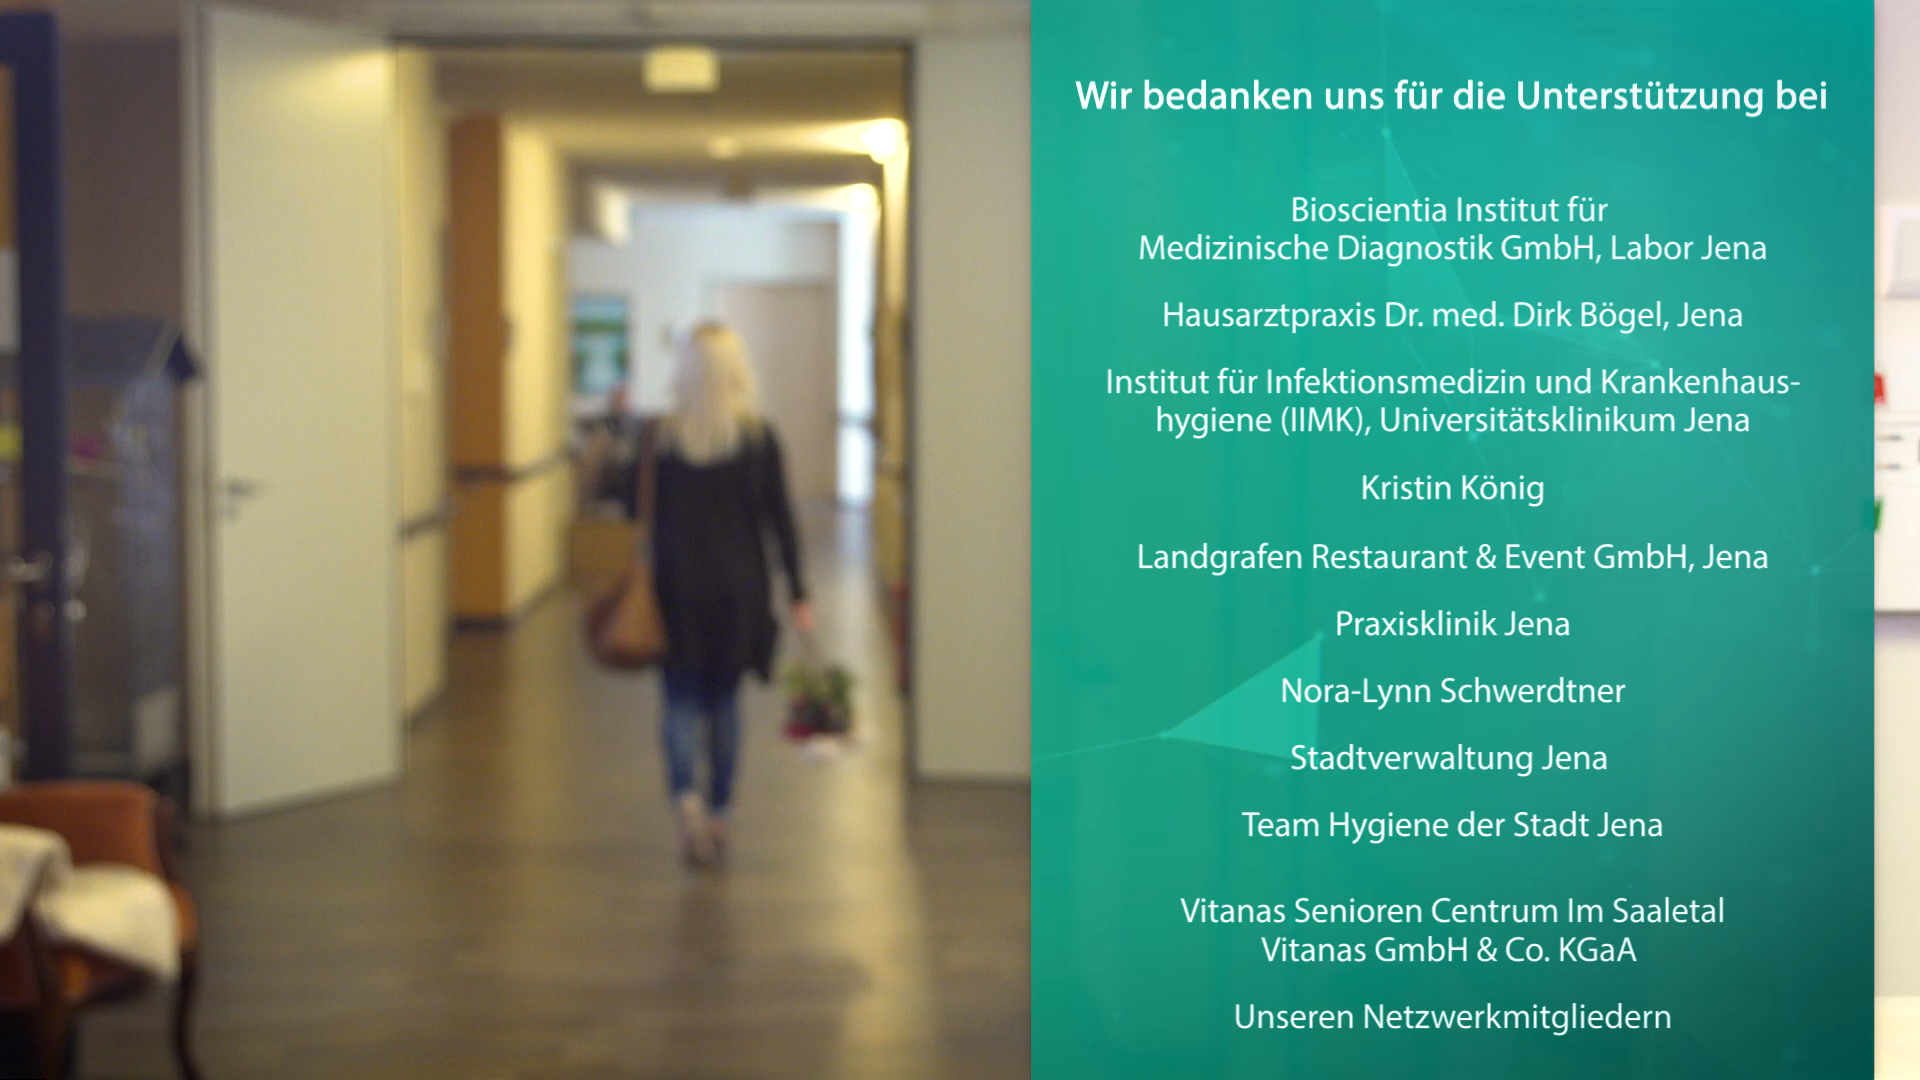 Wir bedanken uns für die Unterstützung bei
Bioscientia Institut für
Medizinische Diagnostik GmbH, Labor Jena
Hausarztpraxis Dr. med. Dirk Bögel, Jena
Institut für Infektionsmedizin und Krankenhaus-
hygiene (IIMK), Universitätsklinikum Jena
Kristin König
Landgrafen Restaurant & Event GmbH, Jena
Praxisklinik Jena
Nora-Lynn Schwerdtner
Stadtverwaltung Jena
Team Hygiene der Stadt Jena
Vitanas Senioren Centrum Im Saaletal
Vitanas GmbH & Co. KGaA
Unseren Netzwerkmitgliedern